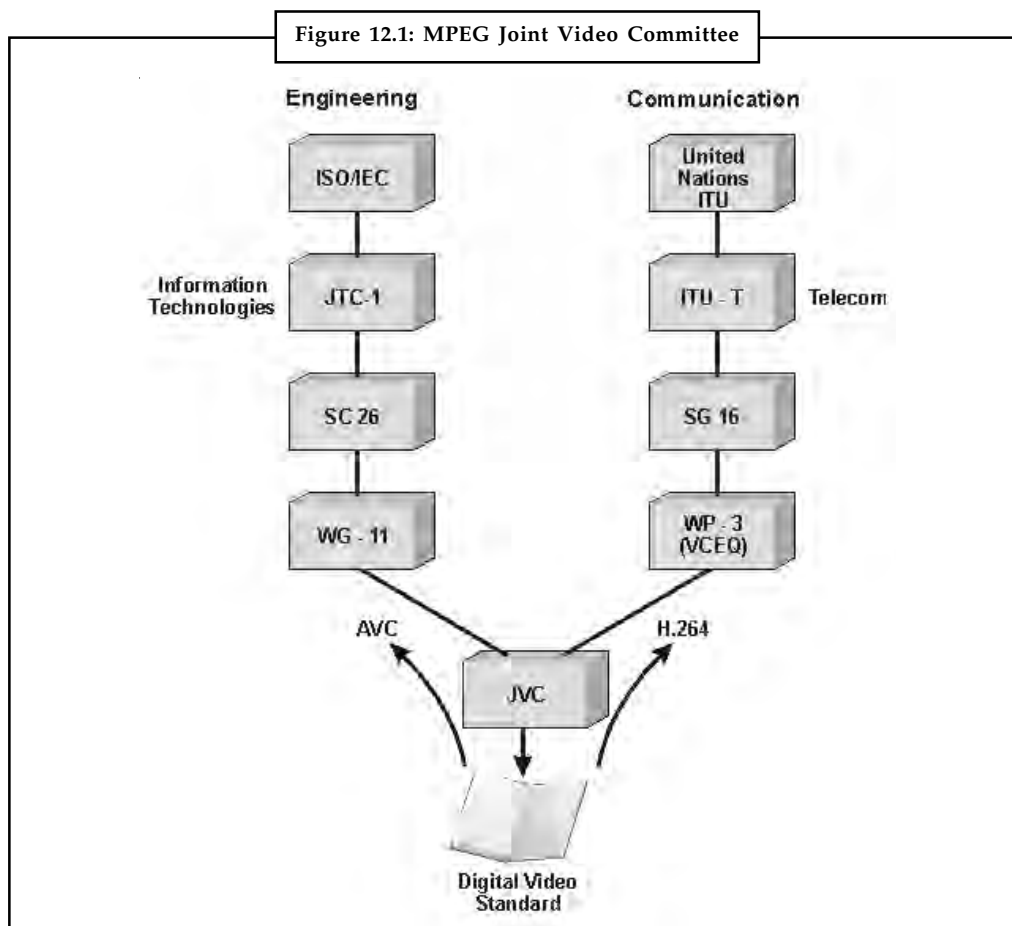 Figure 12.1: MPEG Joint Video Committee
Engineering
Communication
ISO/IEC
United
Nations
ITU
Information
Technologies
JTC-1
ITU - T
Telecom
SC 26
SG 16
WG - 11
WP - 3
(VCEQ)
AVC
H.264
JVC
Digital Video
Standard